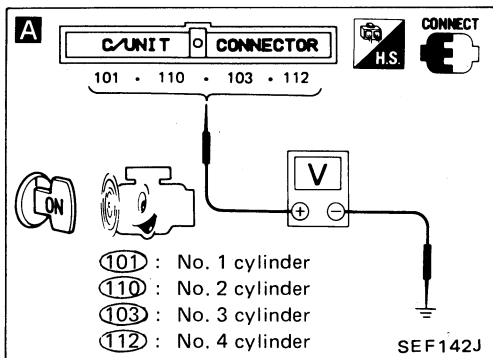 A
CONNECT
H.S.
C/UNIT CONNECTOR
101 · 110 · 103 · 112
V
ON
⊕ ⊖
101 : No. 1 cylinder
110 : No. 2 cylinder
103 : No. 3 cylinder
112 : No. 4 cylinder
SEF142J